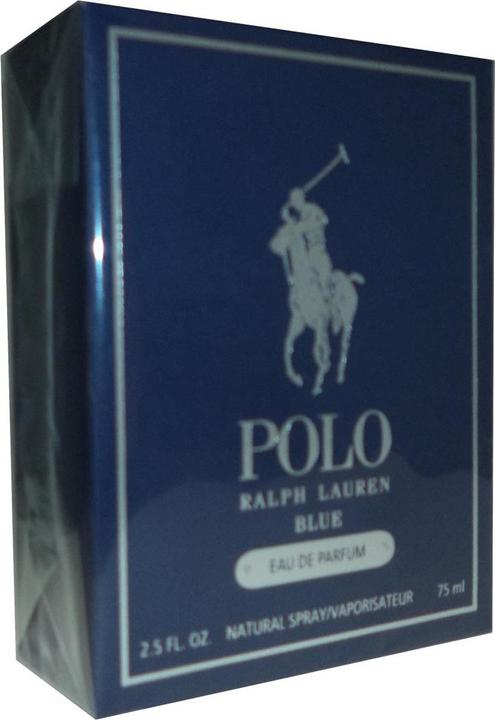 POLO
RALPH LAUREN
BLUE
EAU DE PARFUM
2.5 FL. OZ. NATURAL SPRAY/VAPORISATEUR 75 ml